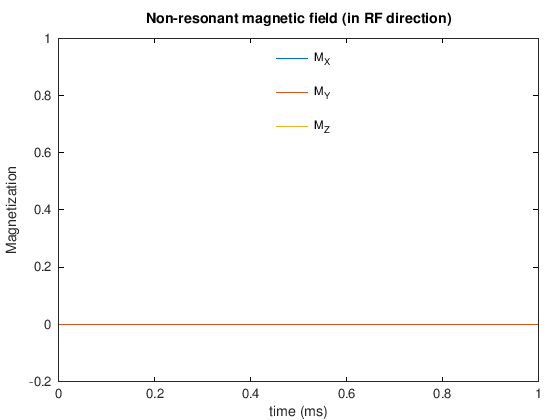 Non-resonant magnetic field (in RF direction)
M_X
M_Y
M_Z
Magnetization
1
0.8
0.6
0.4
0.2
0
-0.2
0 0.2 0.4 0.6 0.8 1
time (ms)